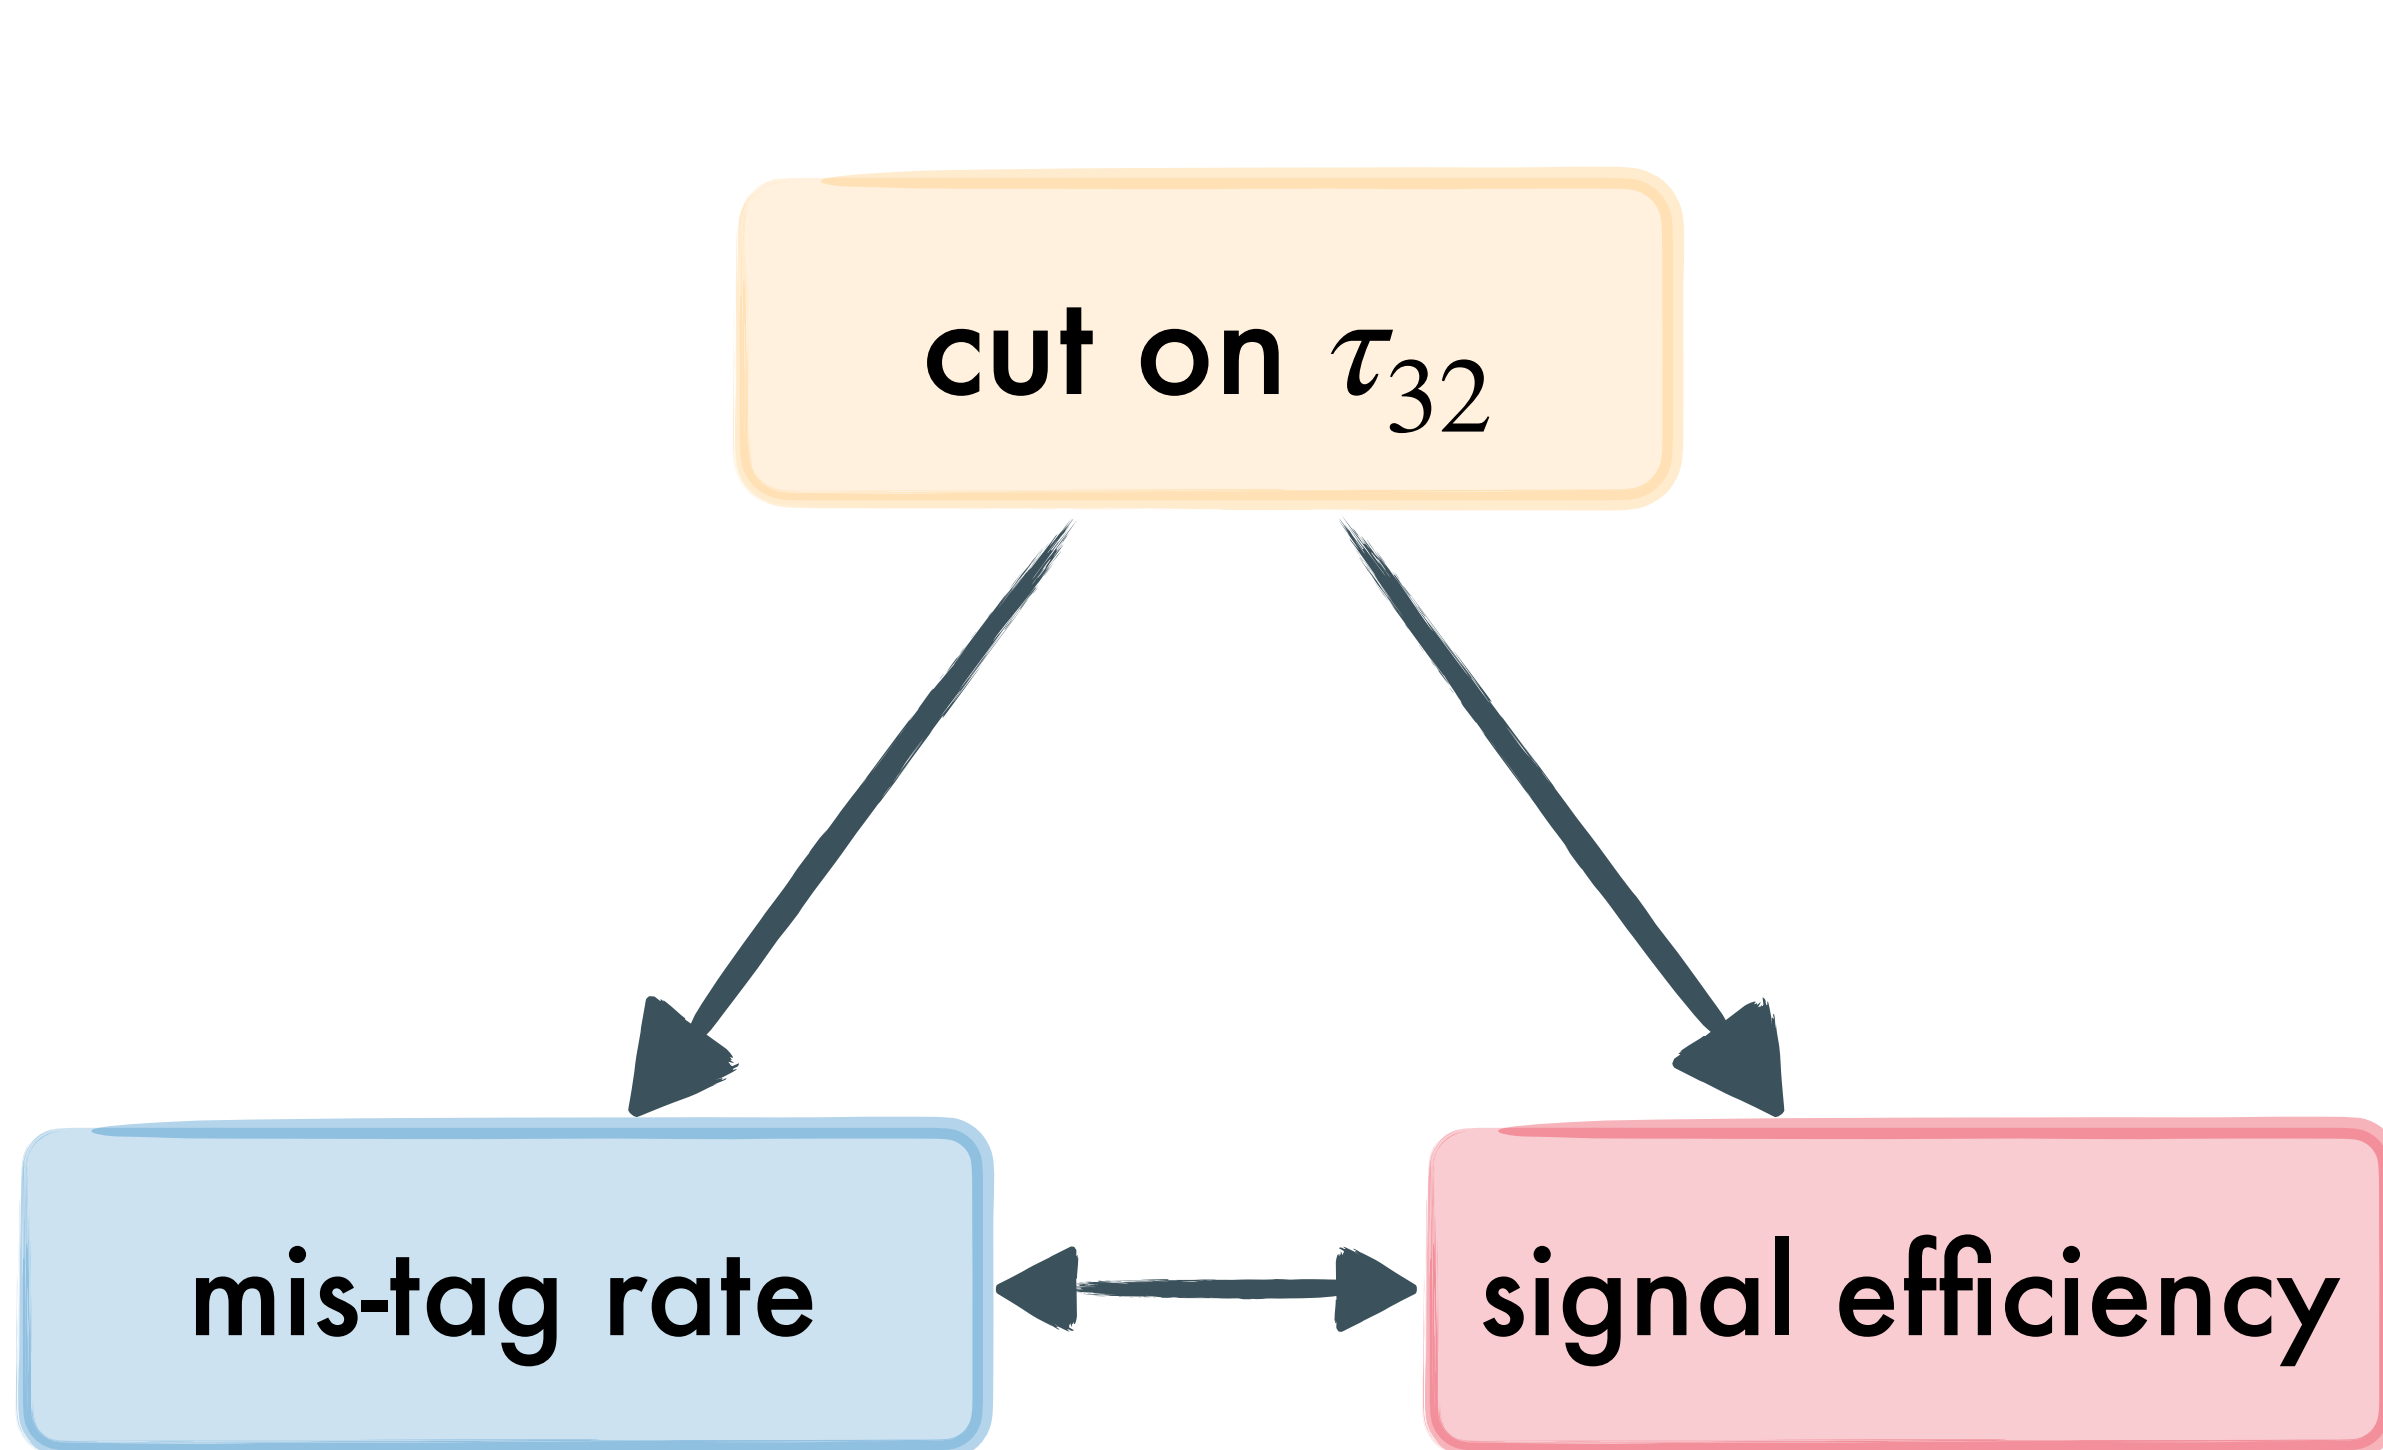 cut on τ₃₂
mis-tag rate
signal efficiency